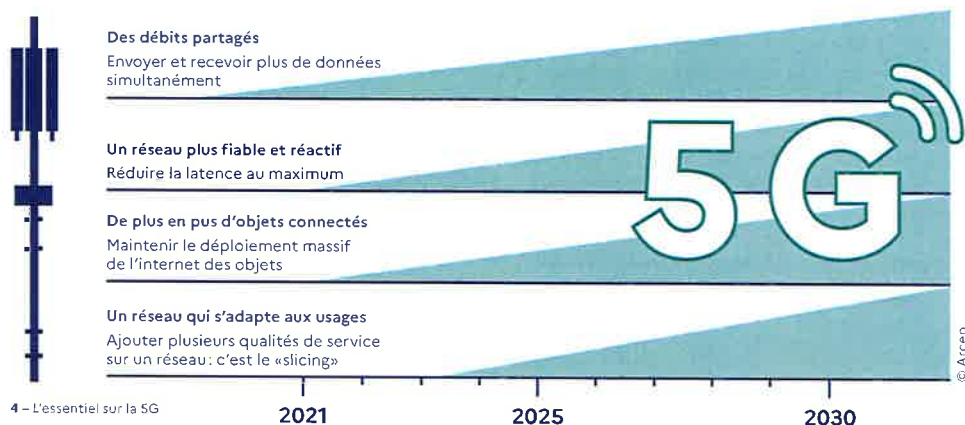 Des débits partagés
Envoyer et recevoir plus de données
simultanément
Un réseau plus fiable et réactif
Réduire la latence au maximum
De plus en pus d'objets connectés
Maintenir le déploiement massif
de l'internet des objets
Un réseau qui s'adapte aux usages
Ajouter plusieurs qualités de service
sur un réseau : c'est le «slicing»
5G
© Arcep
2021
2025
2030
4 – L'essentiel sur la 5G